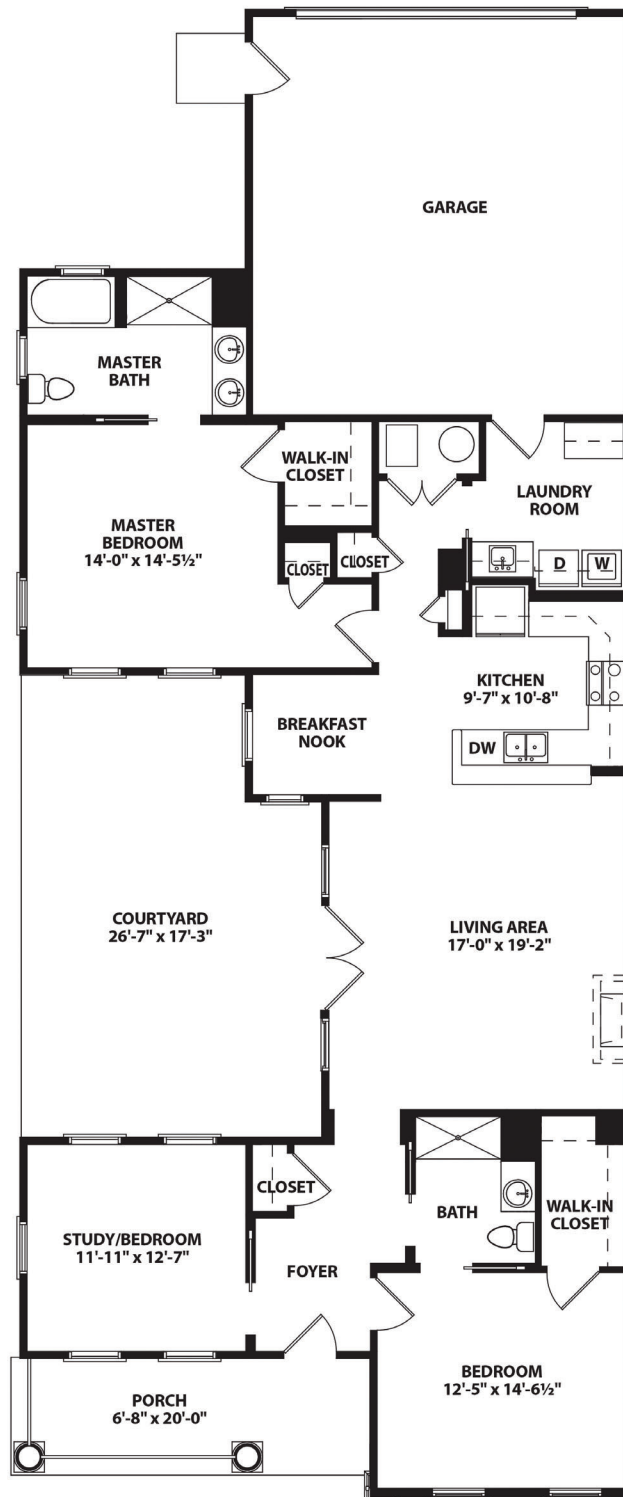 GARAGE
MASTER
BATH
WALK-IN
CLOSET
LAUNDRY
ROOM
MASTER
BEDROOM
14'-0" x 14'-5½"
CLOSET
CLOSET
D
W
KITCHEN
9'-7" x 10'-8"
BREAKFAST
NOOK
DW
COURTYARD
26'-7" x 17'-3"
LIVING AREA
17'-0" x 19'-2"
CLOSET
BATH
WALK-IN
CLOSET
STUDY/BEDROOM
11'-11" x 12'-7"
FOYER
BEDROOM
12'-5" x 14'-6½"
PORCH
6'-8" x 20'-0"